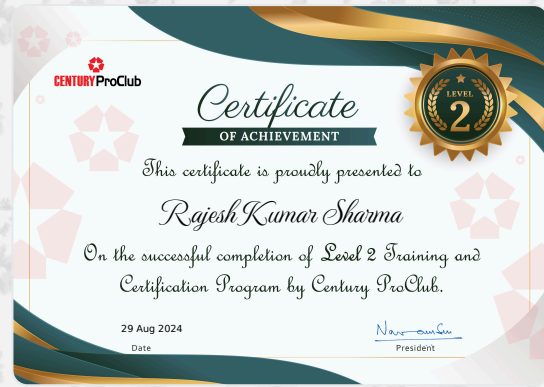 CENTURY ProClub
Certificate
OF ACHIEVEMENT
LEVEL
2
This certificate is proudly presented to
Rajesh Kumar Sharma
On the successful completion of Level 2 Training and
Certification Program by Century ProClub.
29 Aug 2024
Date
President